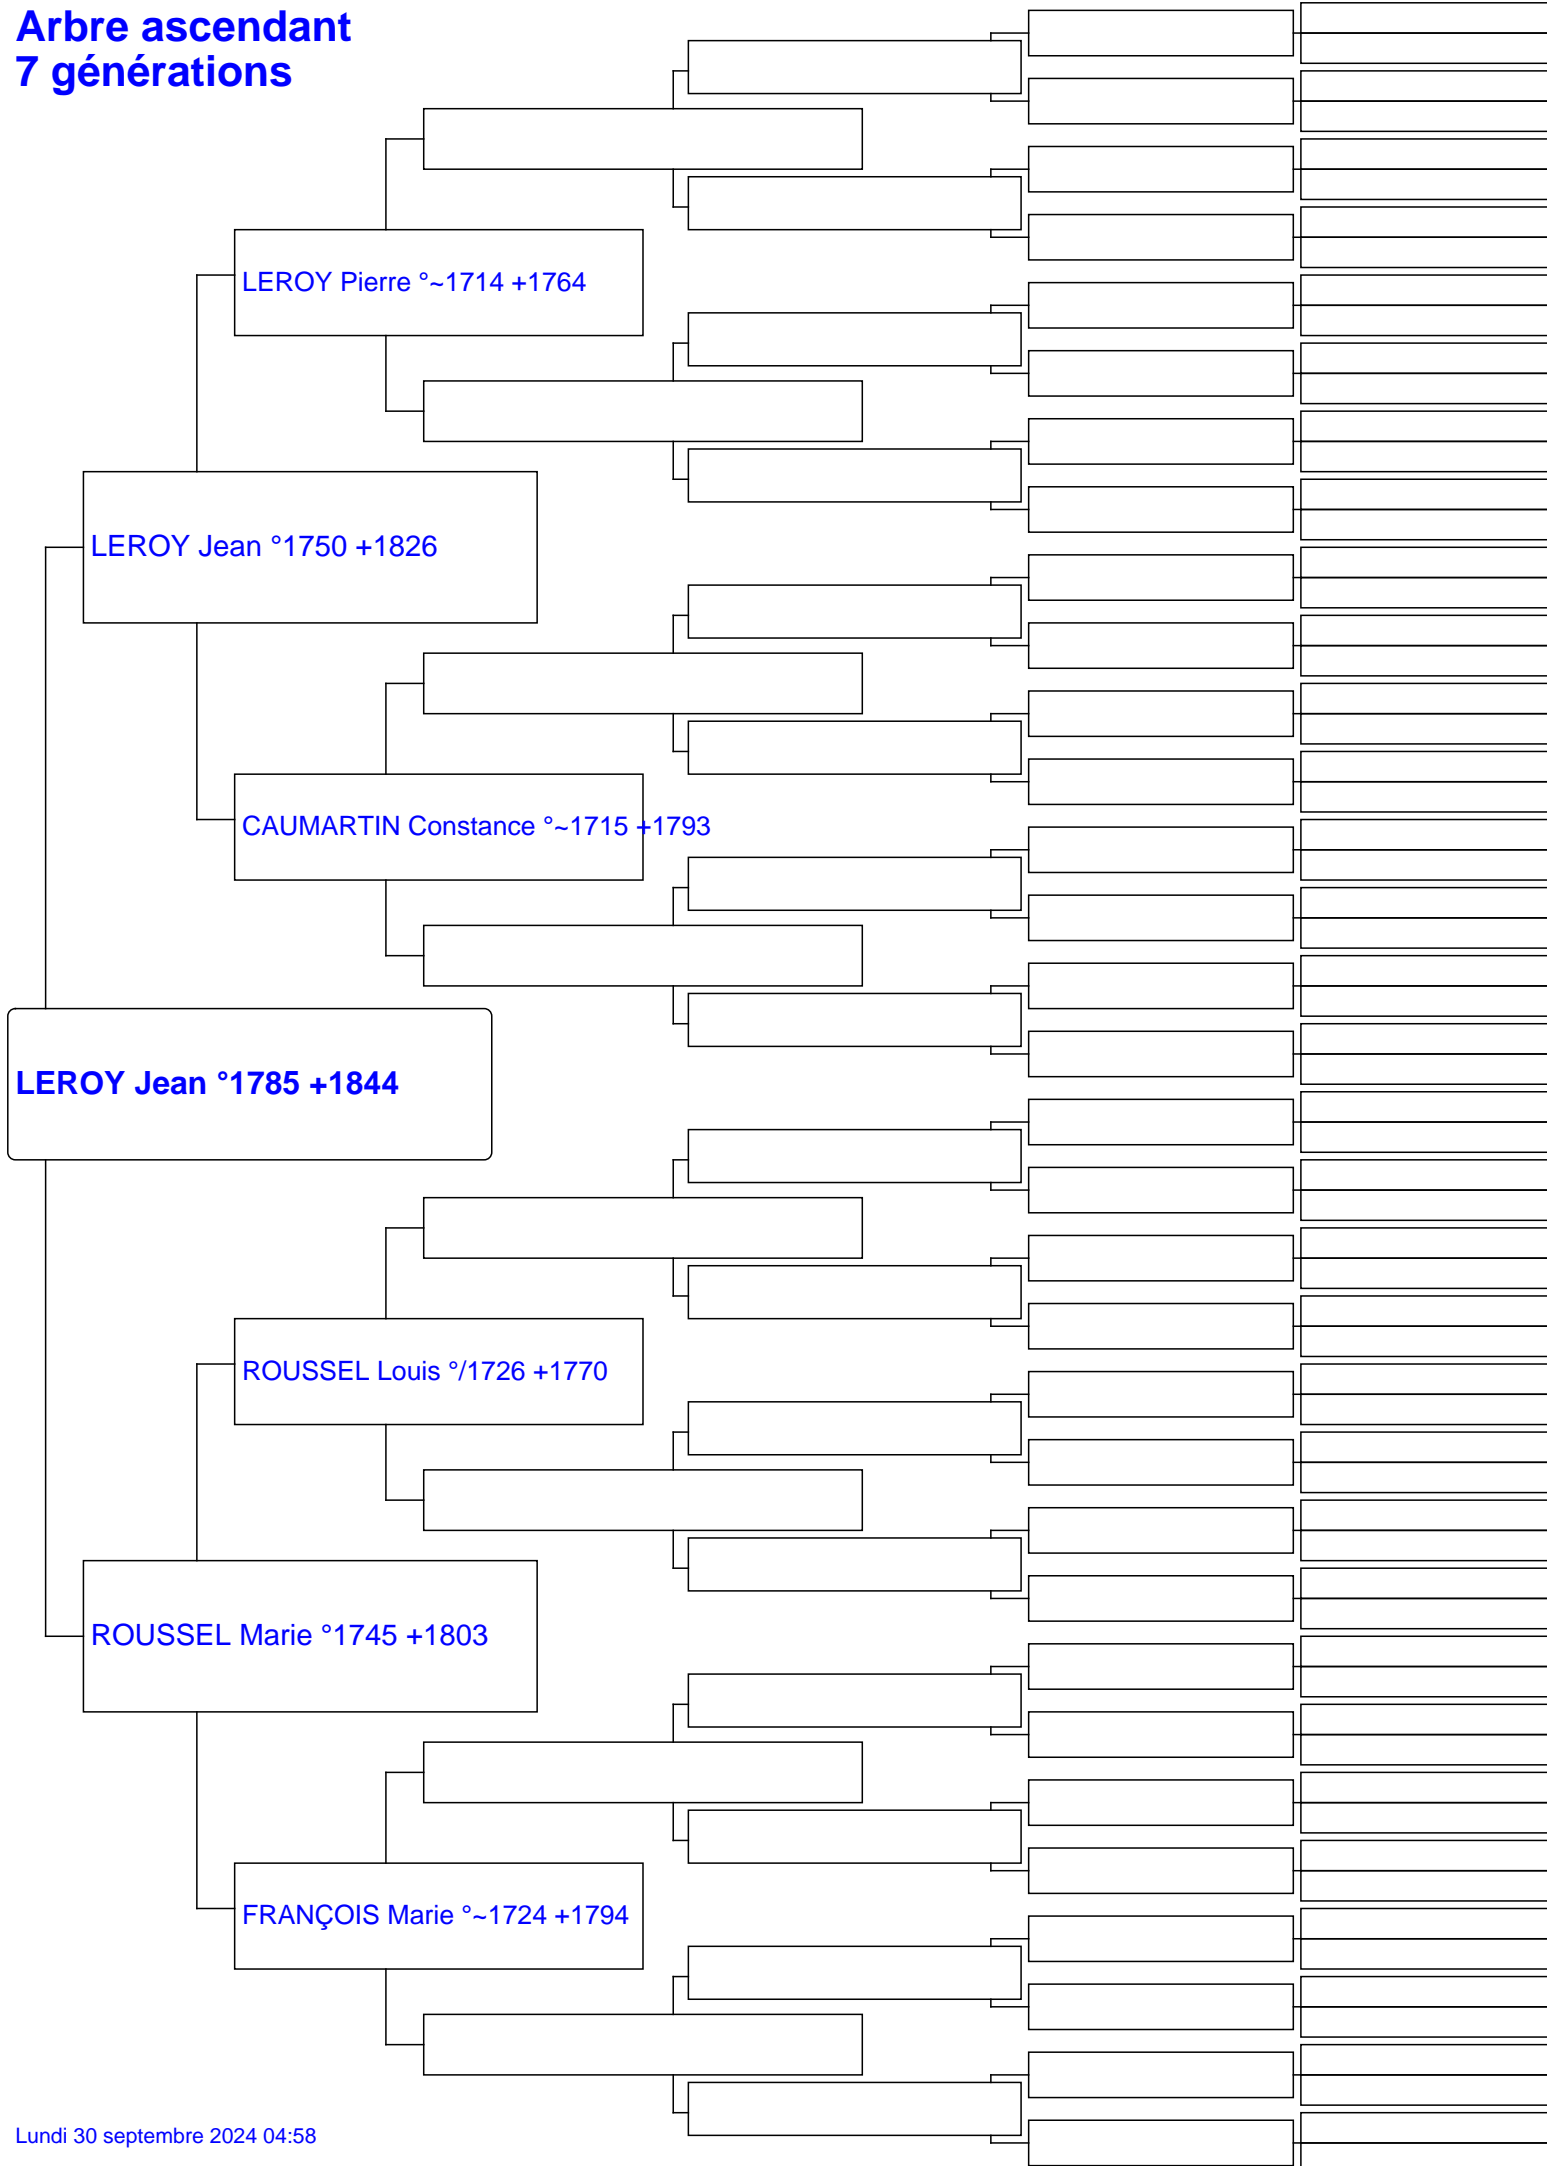 Arbre ascendant
7 générations
LEROY Pierre °~1714 +1764
LEROY Jean °1750 +1826
CAUMARTIN Constance °~1715 +1793
LEROY Jean °1785 +1844
ROUSSEL Louis °/1726 +1770
ROUSSEL Marie °1745 +1803
FRANÇOIS Marie °~1724 +1794
Lundi 30 septembre 2024 04:58